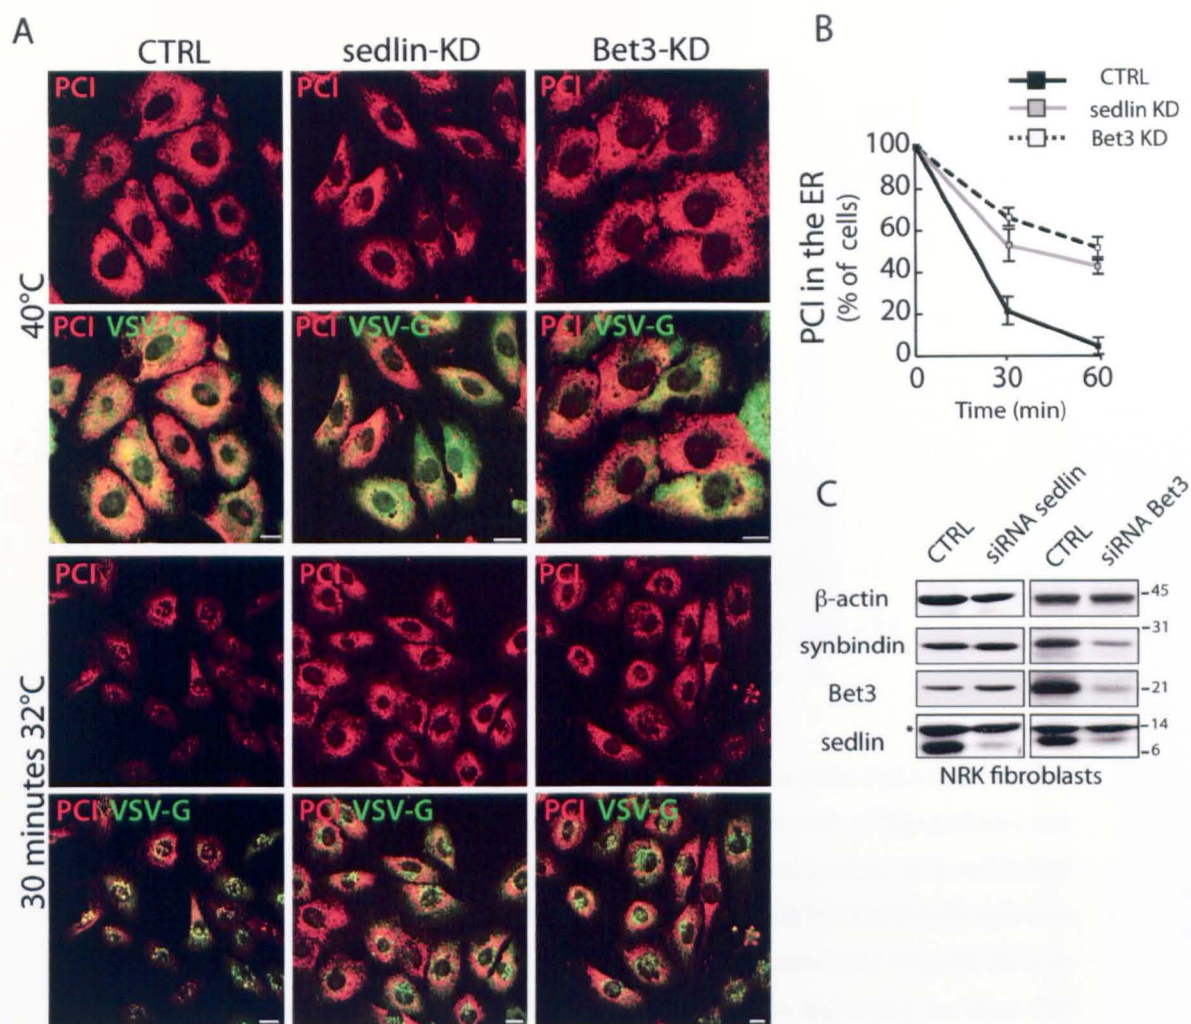 A
CTRL sedlin-KD Bet3-KD
PCI PCI PCI
40°C
PCI VSV-G PCI VSV-G PCI VSV-G
PCI PCI PCI
30 minutes 32°C
PCI VSV-G PCI VSV-G PCI VSV-G
B
CTRL
sedlin KD
Bet3 KD
PCI in the ER
(% of cells)
100
80
60
40
20
0
0 30 60
Time (min)
C
CTRL siRNA sedlin CTRL siRNA Bet3
β-actin -45
-31
synbindin
Bet3 -21
* -14
sedlin -6
NRK fibroblasts